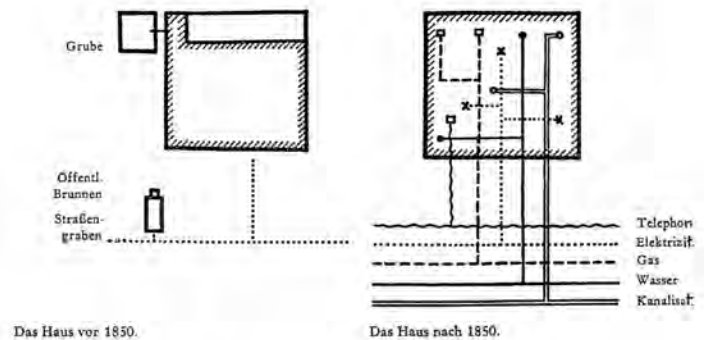 Grube
Öffentl.
Brunnen
Straßen-
graben
Das Haus vor 1850.
Telephon
Elektrizit.
Gas
Wasser
Kanalisat.
Das Haus nach 1850.